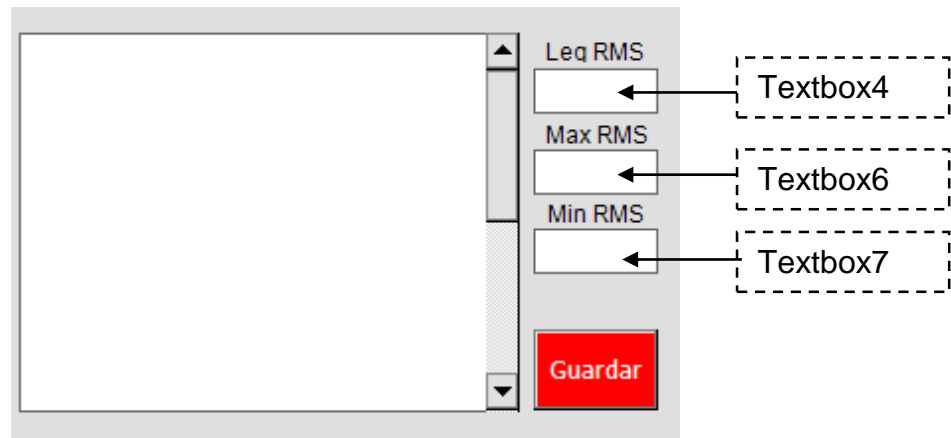 Leq RMS
Textbox4
Max RMS
Textbox6
Min RMS
Textbox7
Guardar